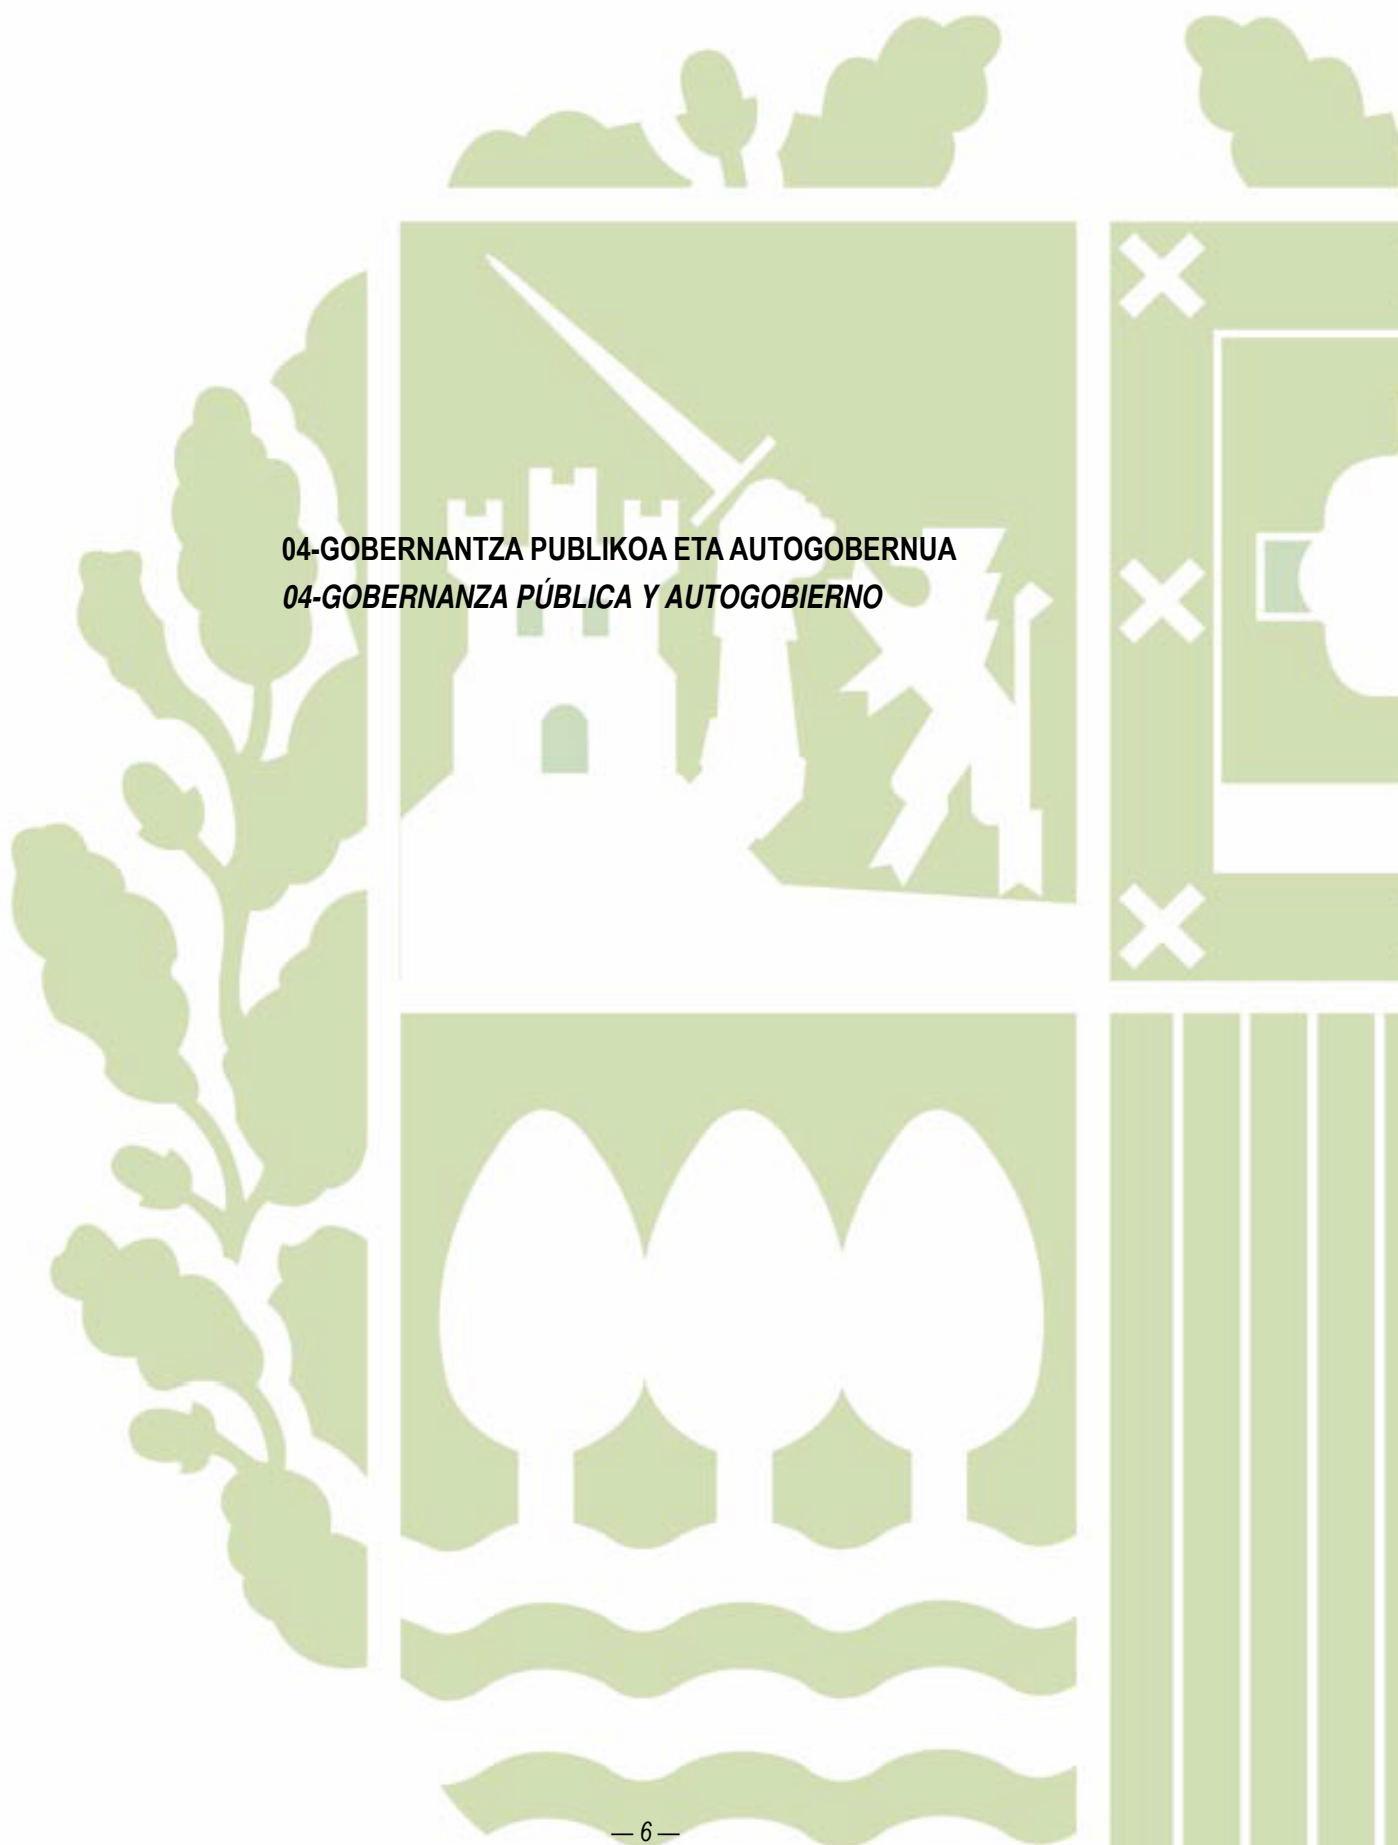 04-GOBERNANTZA PUBLIKOA ETA AUTOGOBERNUA
04-GOBERNANZA PÚBLICA Y AUTOGOBIERNO
— 6 —